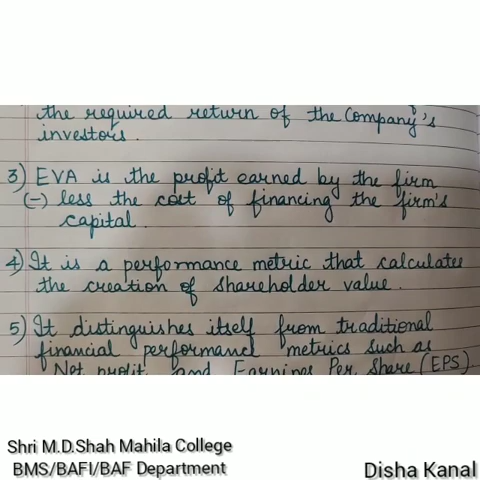 the required return of the Company's
investors.
3) EVA is the profit earned by the firm
(-) less the cost of financing the firm's
capital.
4) It is a performance metric that calculates
the creation of shareholder value.
5) It distinguishes itself from traditional
financial performance metrics such as
Net profit and Earnings Per Share (EPS).
Shri M.D.Shah Mahila College
BMS/BAFI/BAF Department
Disha Kanal